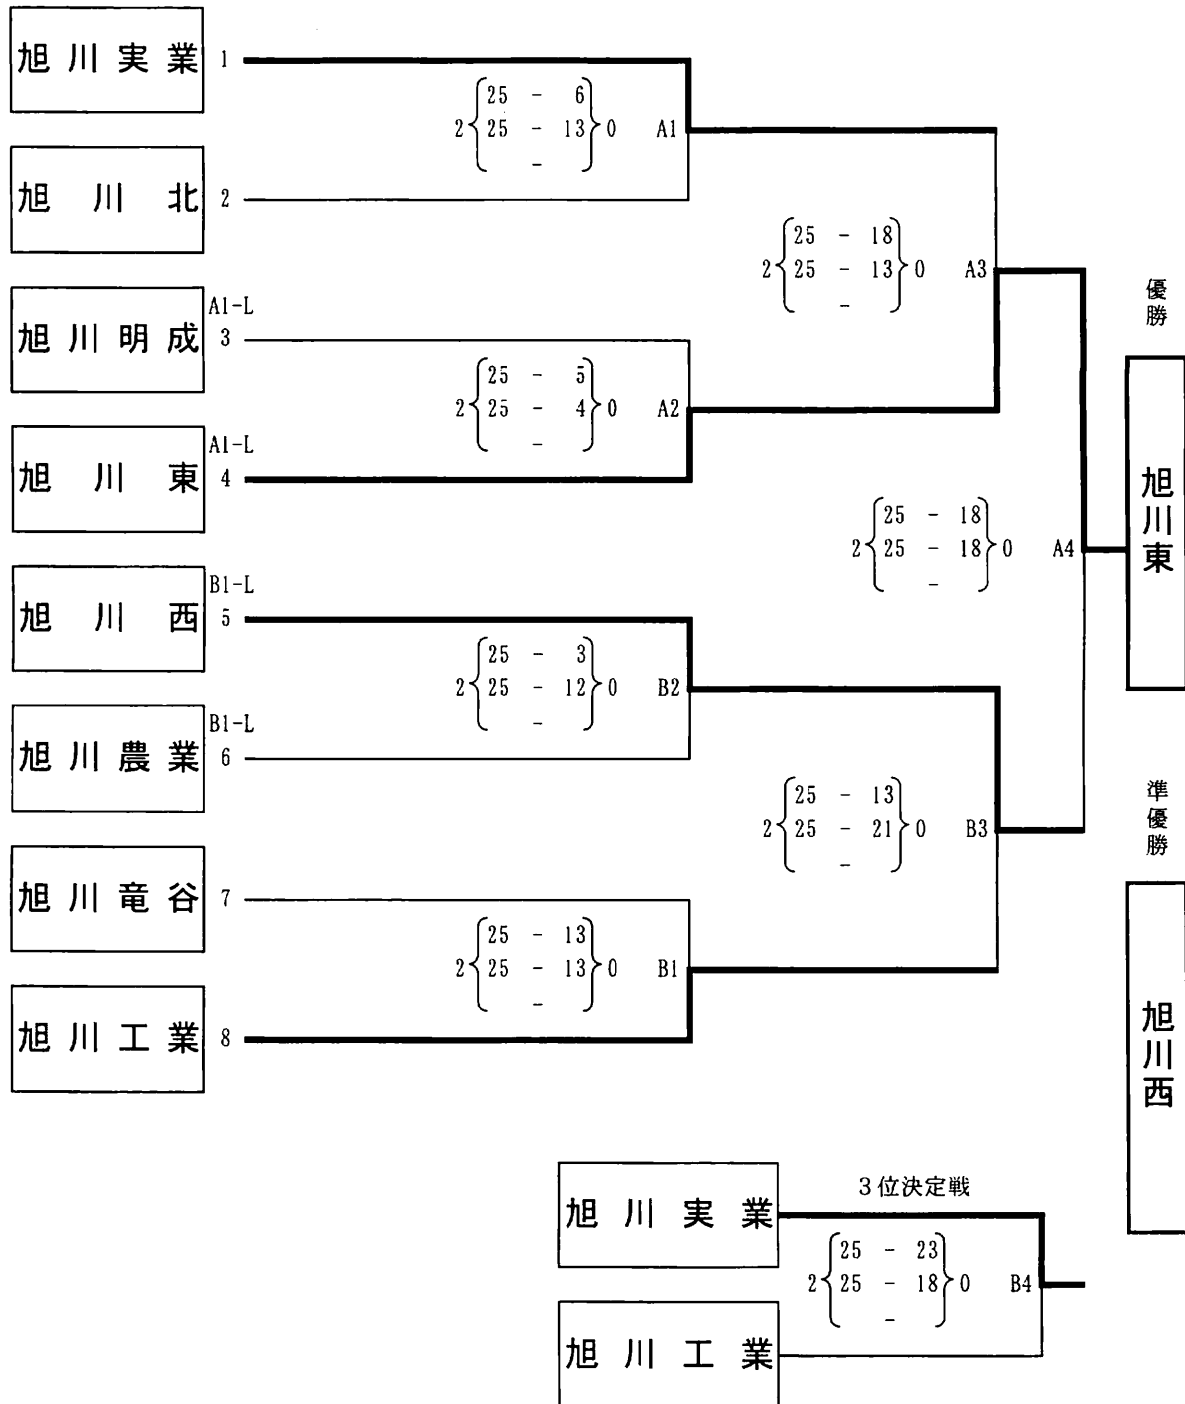 旭川実業 1
25 - 6
2 25 - 13 0 A1
-
旭川北 2
25 - 18
2 25 - 13 0 A3
-
A1-L
旭川明成 3
25 - 5
2 25 - 4 0 A2
-
A1-L
旭川東 4
25 - 18
2 25 - 18 0 A4
-
B1-L
旭川西 5
25 - 3
2 25 - 12 0 B2
-
B1-L
旭川農業 6
25 - 13
2 25 - 21 0 B3
-
旭川竜谷 7
25 - 13
2 25 - 13 0 B1
-
旭川工業 8
優勝
旭川東
準優勝
旭川西
3位決定戦
旭川実業
25 - 23
2 25 - 18 0 B4
-
旭川工業